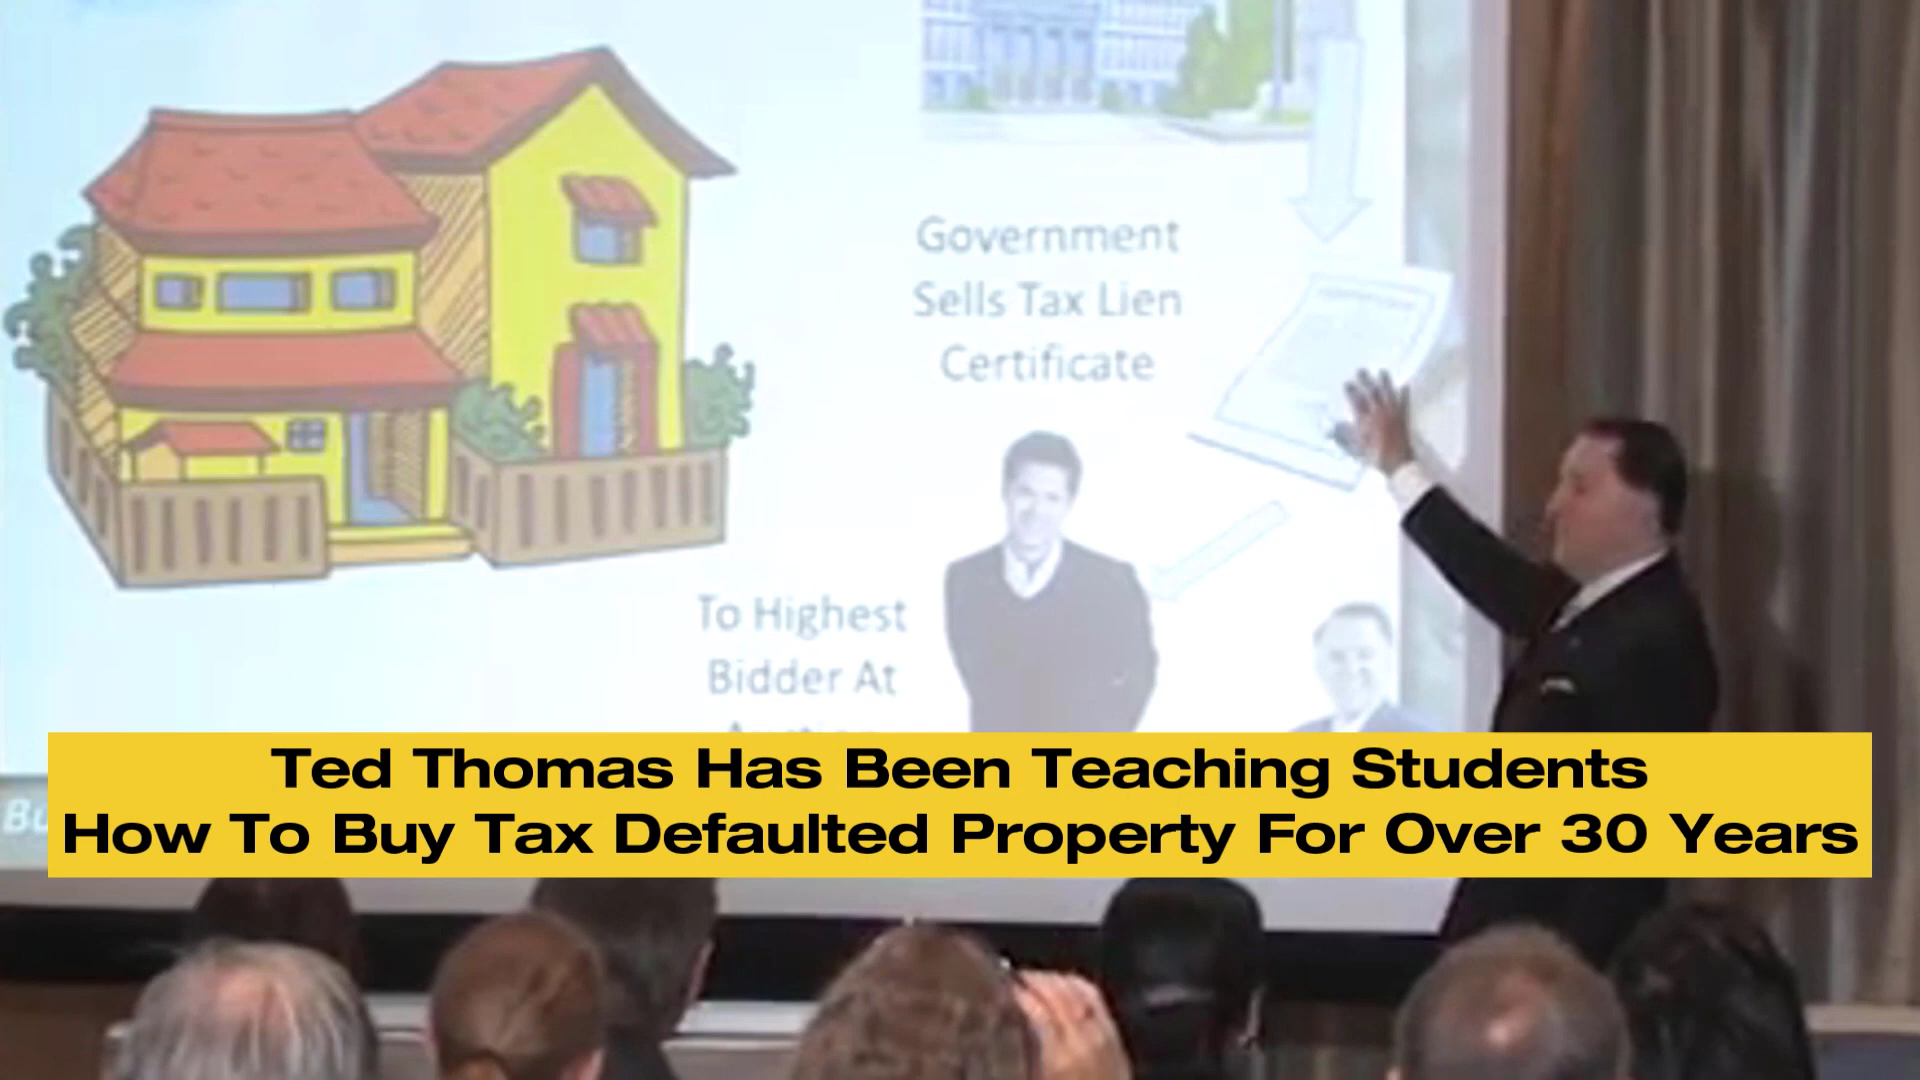 Government
Sells Tax Lien
Certificate
To Highest
Bidder At
Ted Thomas Has Been Teaching Students
How To Buy Tax Defaulted Property For Over 30 Years